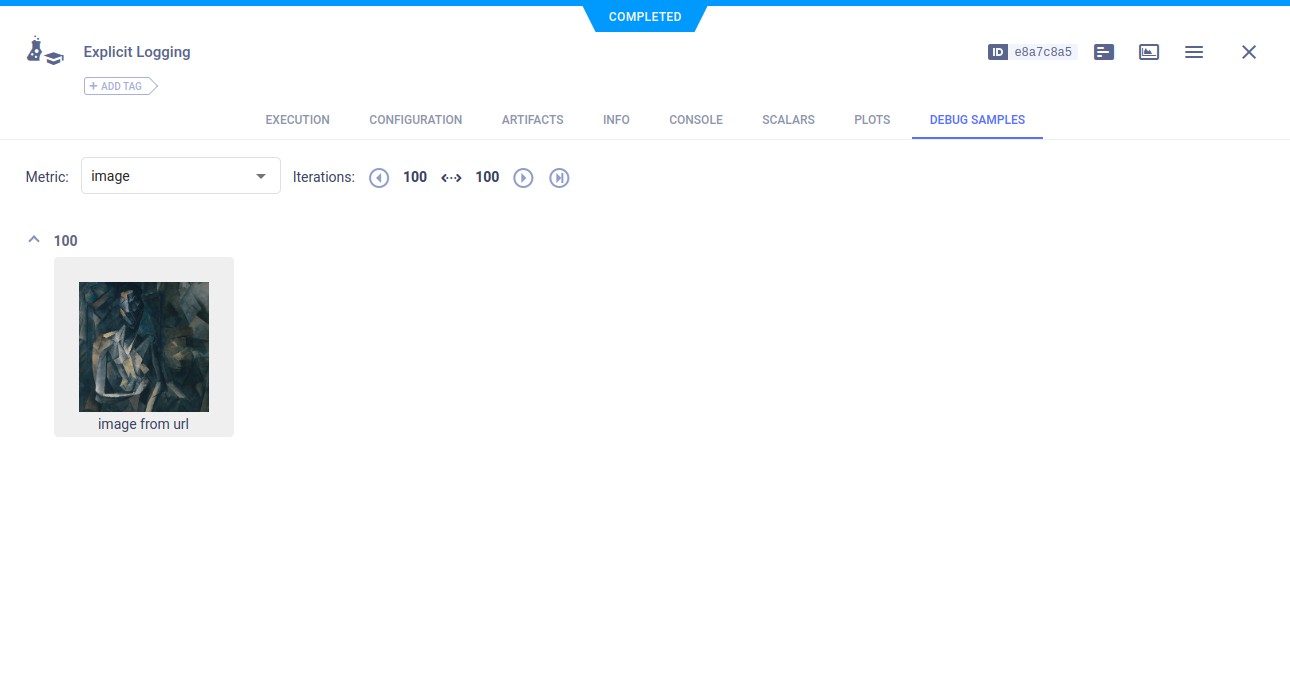 COMPLETED
Explicit Logging
ID e8a7c8a5
+ ADD TAG
EXECUTION CONFIGURATION ARTIFACTS INFO CONSOLE SCALARS PLOTS DEBUG SAMPLES
Metric: image Iterations: 100 100
100
image from url